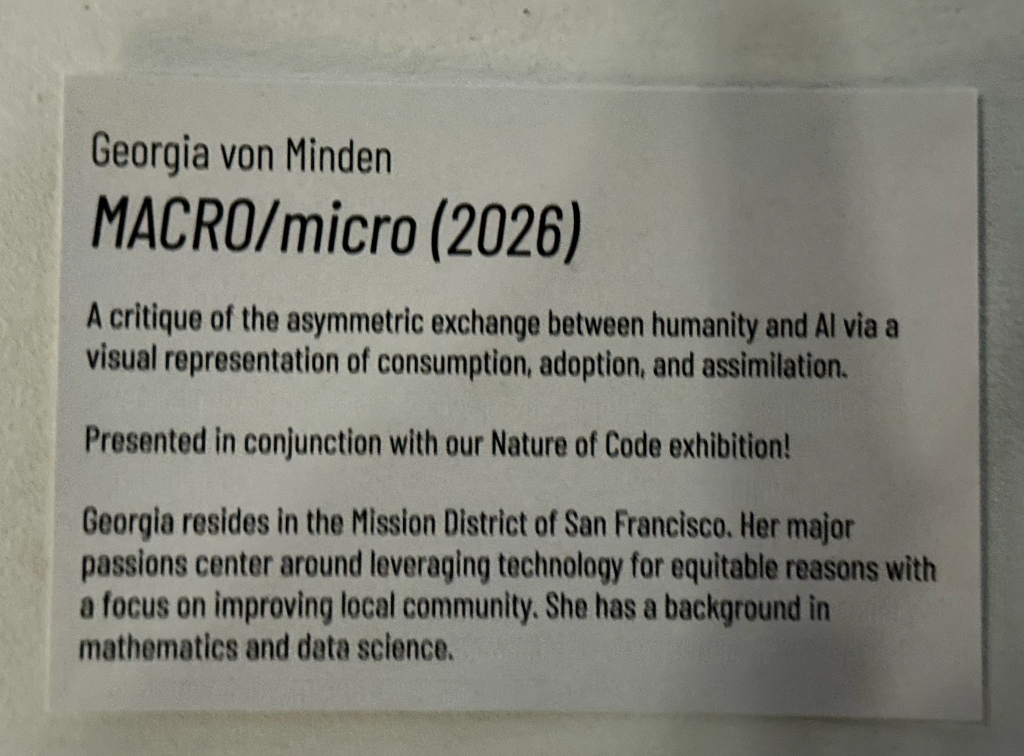 Georgia von Minden
MACRO/micro (2026)
A critique of the asymmetric exchange between humanity and AI via a
visual representation of consumption, adoption, and assimilation.
Presented in conjunction with our Nature of Code exhibition!
Georgia resides in the Mission District of San Francisco. Her major
passions center around leveraging technology for equitable reasons with
a focus on improving local community. She has a background in
mathematics and data science.